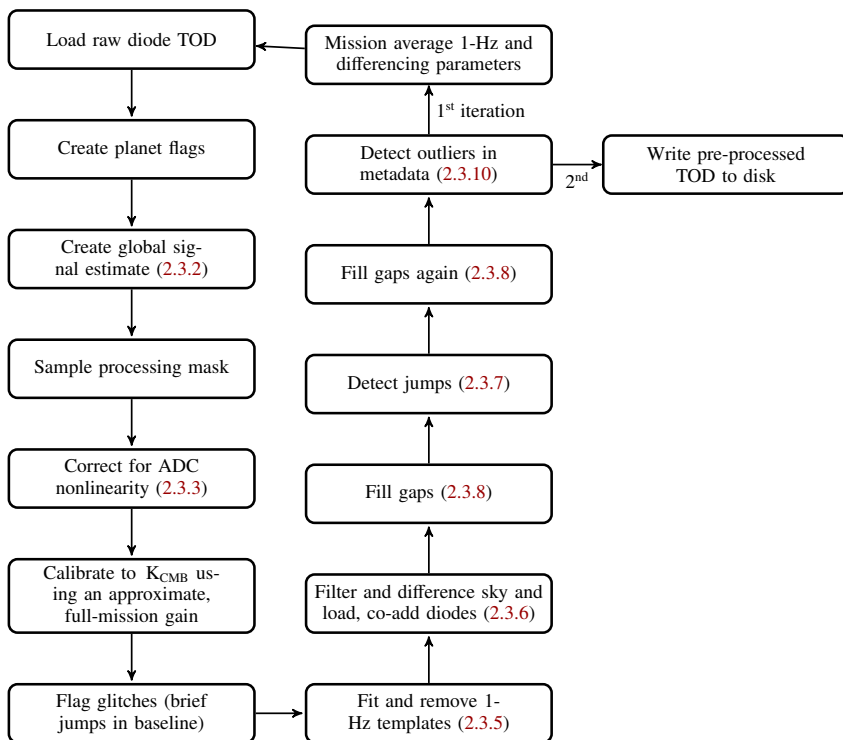 Load raw diode TOD
Create planet flags
Create global sig-
nal estimate (2.3.2)
Sample processing mask
Correct for ADC
nonlinearity (2.3.3)
Calibrate to K_CMB us-
ing an approximate,
full-mission gain
Flag glitches (brief
jumps in baseline)
Fit and remove 1-
Hz templates (2.3.5)
Filter and difference sky and
load, co-add diodes (2.3.6)
Fill gaps (2.3.8)
Detect jumps (2.3.7)
Fill gaps again (2.3.8)
Detect outliers in
metadata (2.3.10)
1st iteration
Mission average 1-Hz and
differencing parameters
2nd
Write pre-processed
TOD to disk